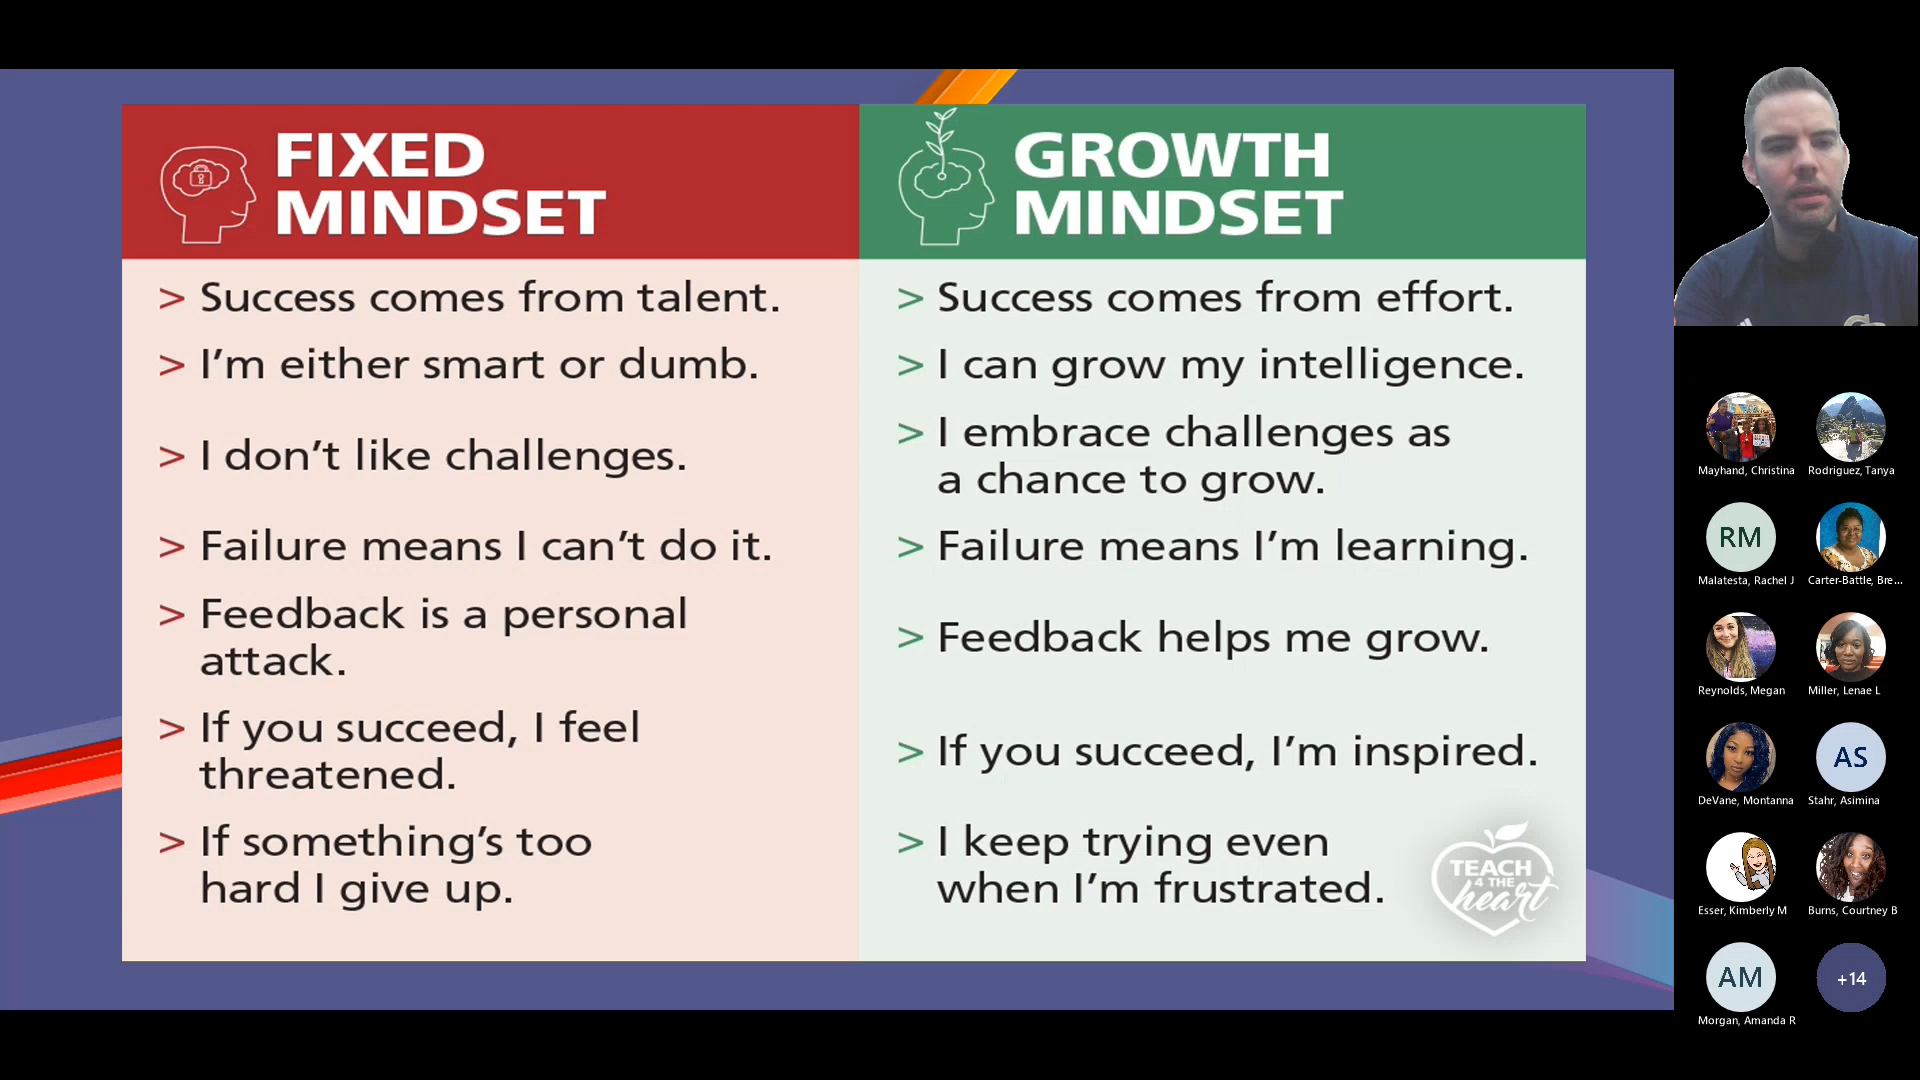 FIXED
MINDSET
> Success comes from talent.
> I'm either smart or dumb.
> I don't like challenges.
> Failure means I can't do it.
> Feedback is a personal
attack.
> If you succeed, I feel
threatened.
> If something's too
hard I give up.
GROWTH
MINDSET
> Success comes from effort.
> I can grow my intelligence.
> I embrace challenges as
a chance to grow.
> Failure means I'm learning.
> Feedback helps me grow.
> If you succeed, I'm inspired.
> I keep trying even
when I'm frustrated.
TEACH
4 THE
heart
Mayhand, Christina
Rodriguez, Tanya
RM
Malatesta, Rachel J
Carter-Battle, Bre...
Reynolds, Megan
Miller, Lenae L
DeVane, Montanna
AS
Stahr, Asimina
Esser, Kimberly M
Burns, Courtney B
AM
Morgan, Amanda R
+14